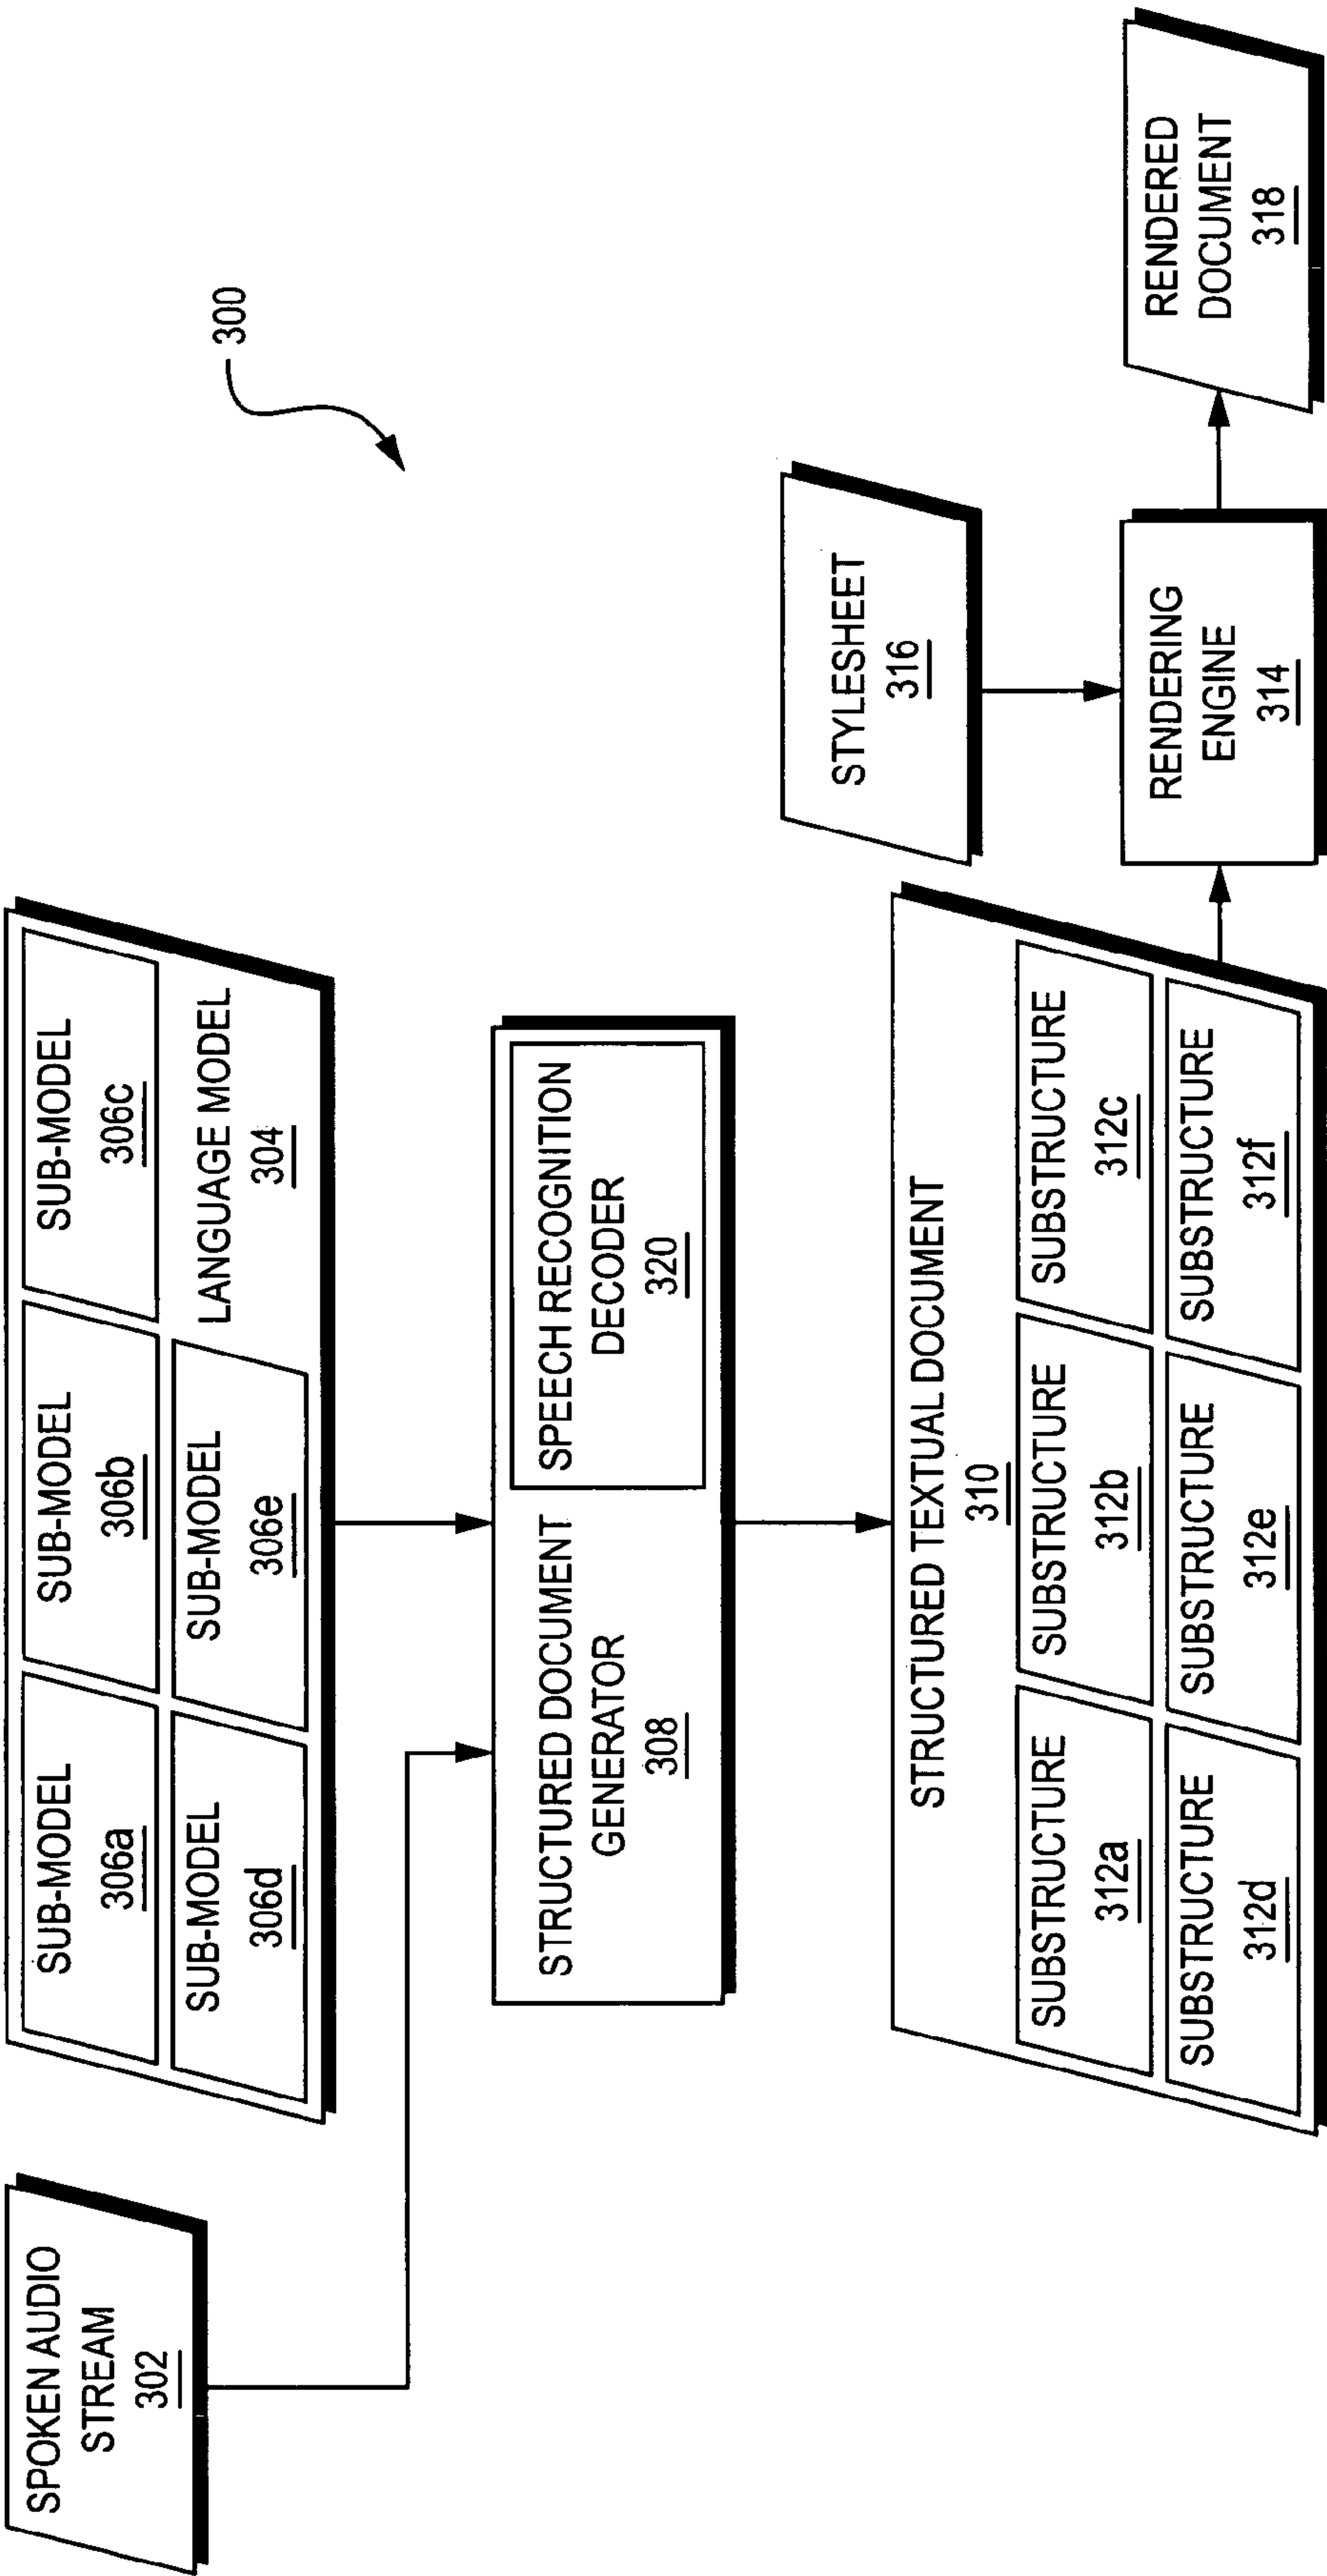 300
SPOKEN AUDIO
STREAM
302
SUB-MODEL
306a
SUB-MODEL
306b
SUB-MODEL
306c
SUB-MODEL
306d
SUB-MODEL
306e
LANGUAGE MODEL
304
STRUCTURED DOCUMENT
GENERATOR
308
SPEECH RECOGNITION
DECODER
320
STRUCTURED TEXTUAL DOCUMENT
310
SUBSTRUCTURE
312a
SUBSTRUCTURE
312b
SUBSTRUCTURE
312c
SUBSTRUCTURE
312d
SUBSTRUCTURE
312e
SUBSTRUCTURE
312f
STYLESHEET
316
RENDERING
ENGINE
314
RENDERED
DOCUMENT
318